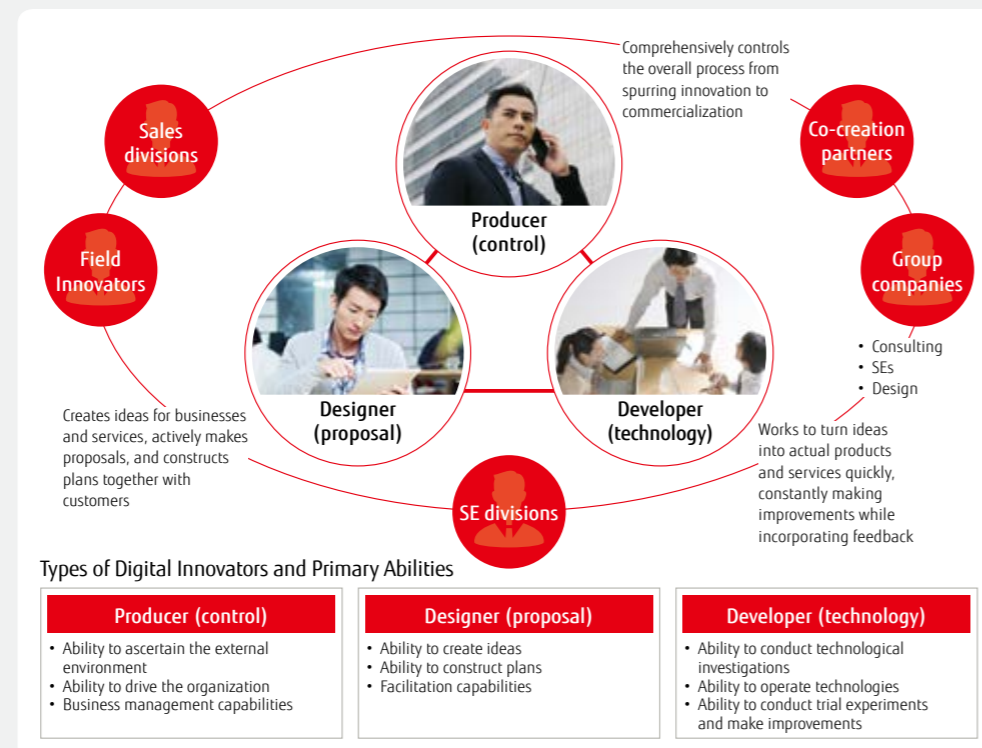 Comprehensively controls
the overall process from
spurring innovation to
commercialization
Sales
divisions
Co-creation
partners
Producer
(control)
Field
Innovators
Group
companies
• Consulting
• SEs
• Design
Designer
(proposal)
Developer
(technology)
Creates ideas for businesses
and services, actively makes
proposals, and constructs
plans together with
customers
Works to turn ideas
into actual products
and services quickly,
constantly making
improvements while
incorporating feedback
SE divisions
Types of Digital Innovators and Primary Abilities
Producer (control)
• Ability to ascertain the external
environment
• Ability to drive the organization
• Business management capabilities
Designer (proposal)
• Ability to create ideas
• Ability to construct plans
• Facilitation capabilities
Developer (technology)
• Ability to conduct technological
investigations
• Ability to operate technologies
• Ability to conduct trial experiments
and make improvements